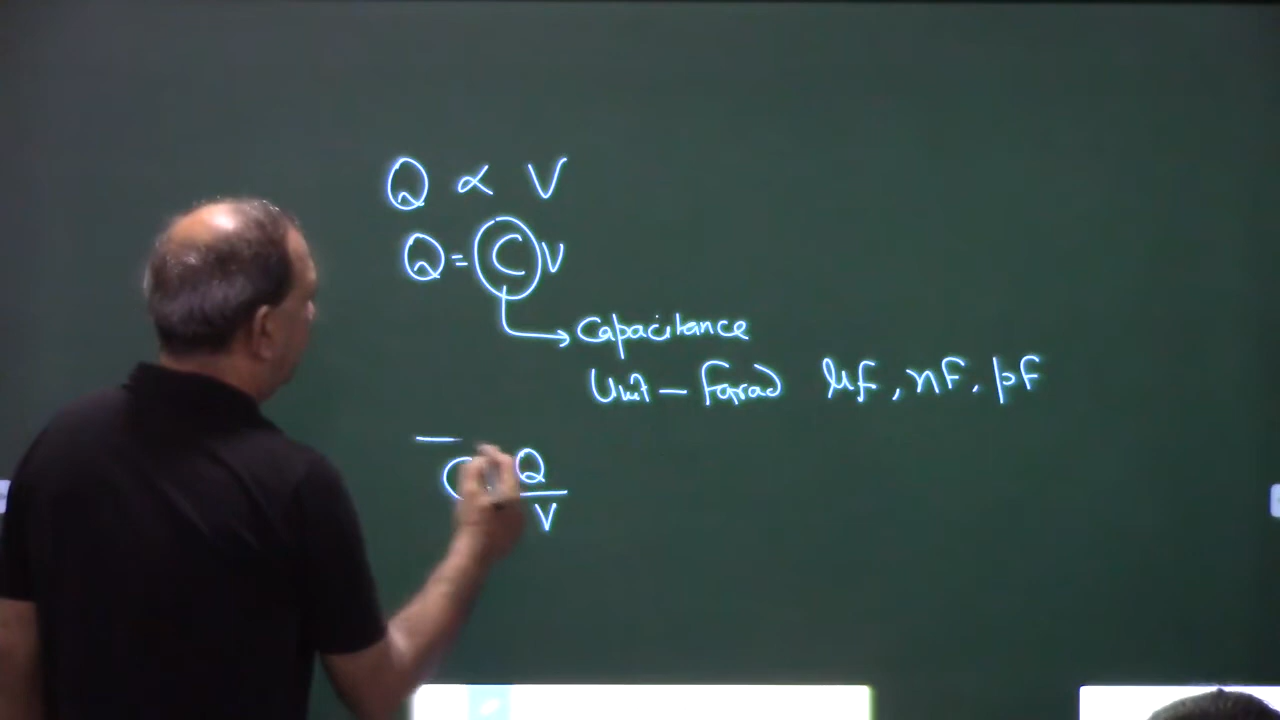 Q ∝ V
Q = C V
Capacitance
Unit – Farad μf, nF, pF
C Q
V